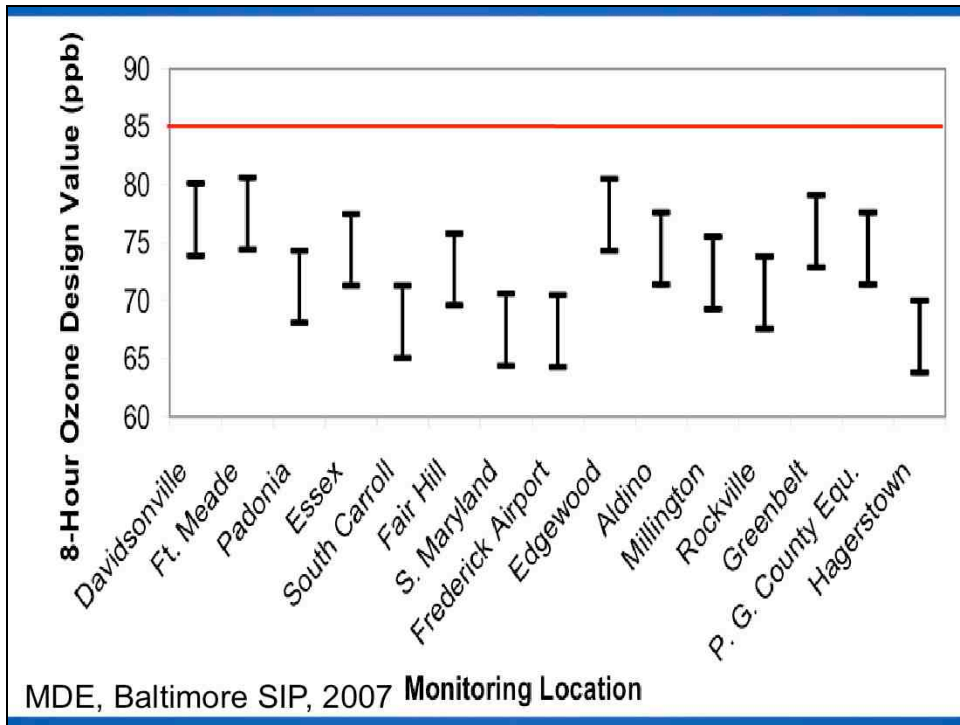 8-Hour Ozone Design Value (ppb)
90
85
80
75
70
65
60
Davidsonville
Ft. Meade
Padonia
Essex
South Carroll
Fair Hill
S. Maryland
Frederick Airport
Edgewood
Aldino
Millington
Rockville
Greenbelt
P. G. County Equ.
Hagerstown
MDE, Baltimore SIP, 2007 Monitoring Location